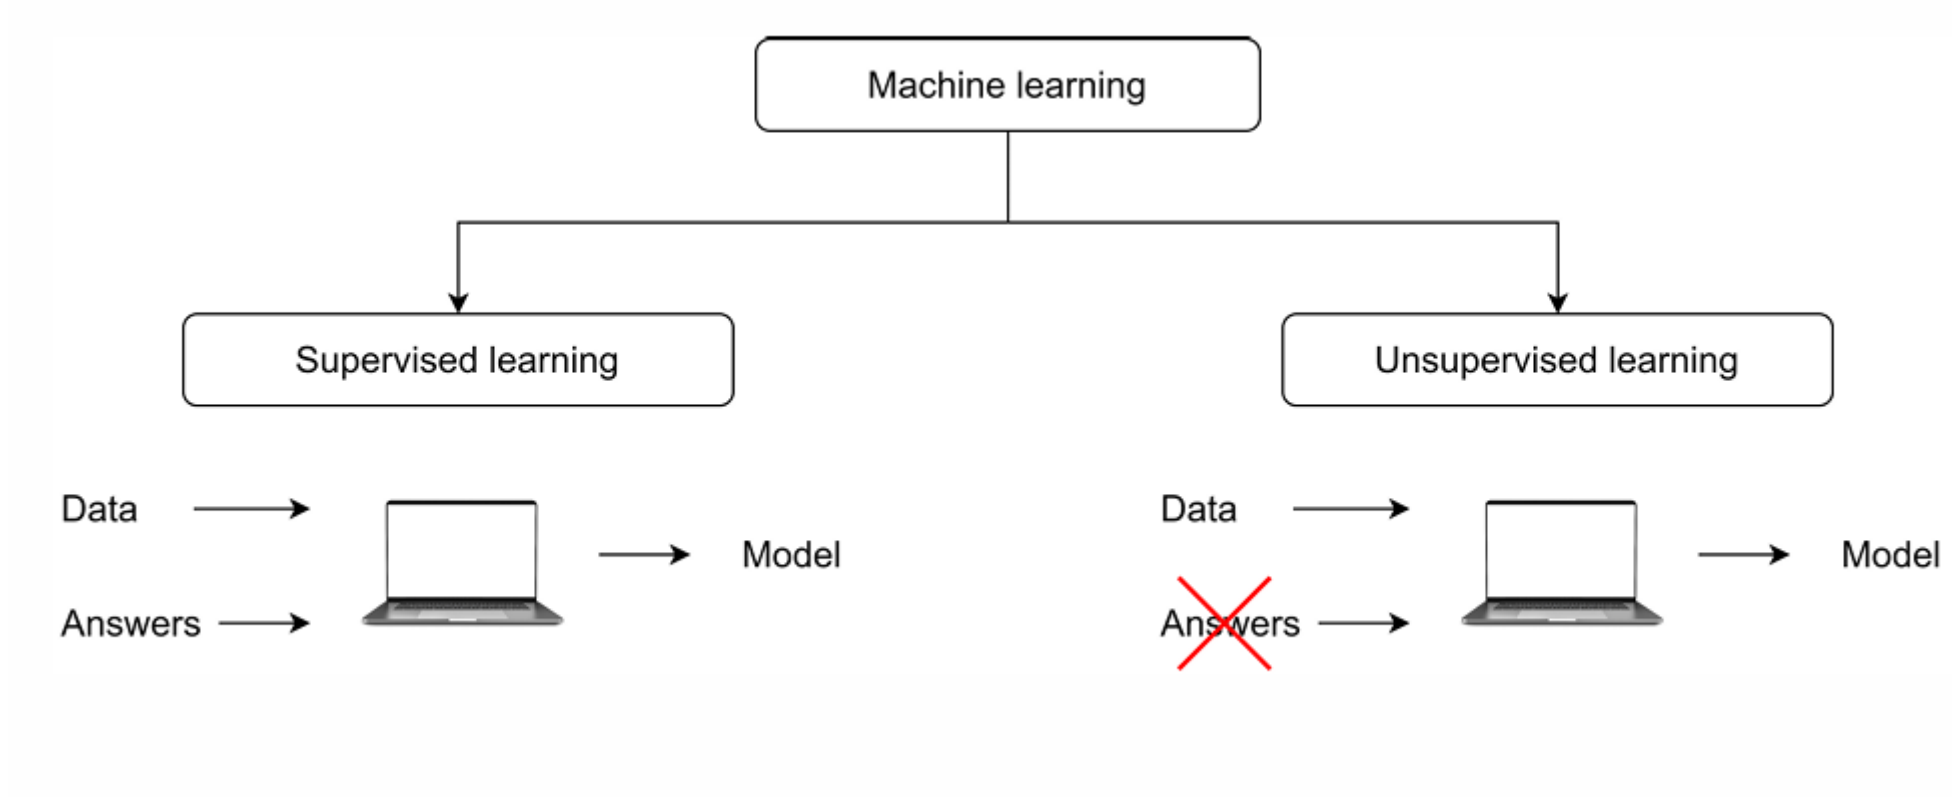 Machine learning
Supervised learning
Unsupervised learning
Data
Answers
Model
Data
Answers
Model